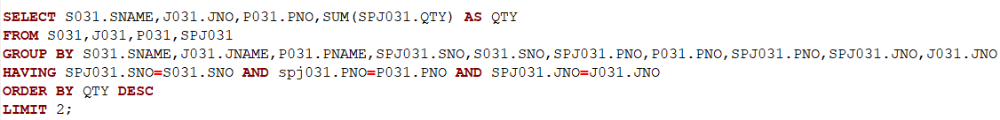 SELECT S031.SNAME,J031.JNO,P031.PNO,SUM(SPJ031.QTY) AS QTY
FROM S031,J031,P031,SPJ031
GROUP BY S031.SNAME,J031.JNAME,P031.PNAME,SPJ031.SNO,S031.SNO,SPJ031.PNO,P031.PNO,SPJ031.PNO,SPJ031.JNO,J031.JNO
HAVING SPJ031.SNO=S031.SNO AND spj031.PNO=P031.PNO AND SPJ031.JNO=J031.JNO
ORDER BY QTY DESC
LIMIT 2;